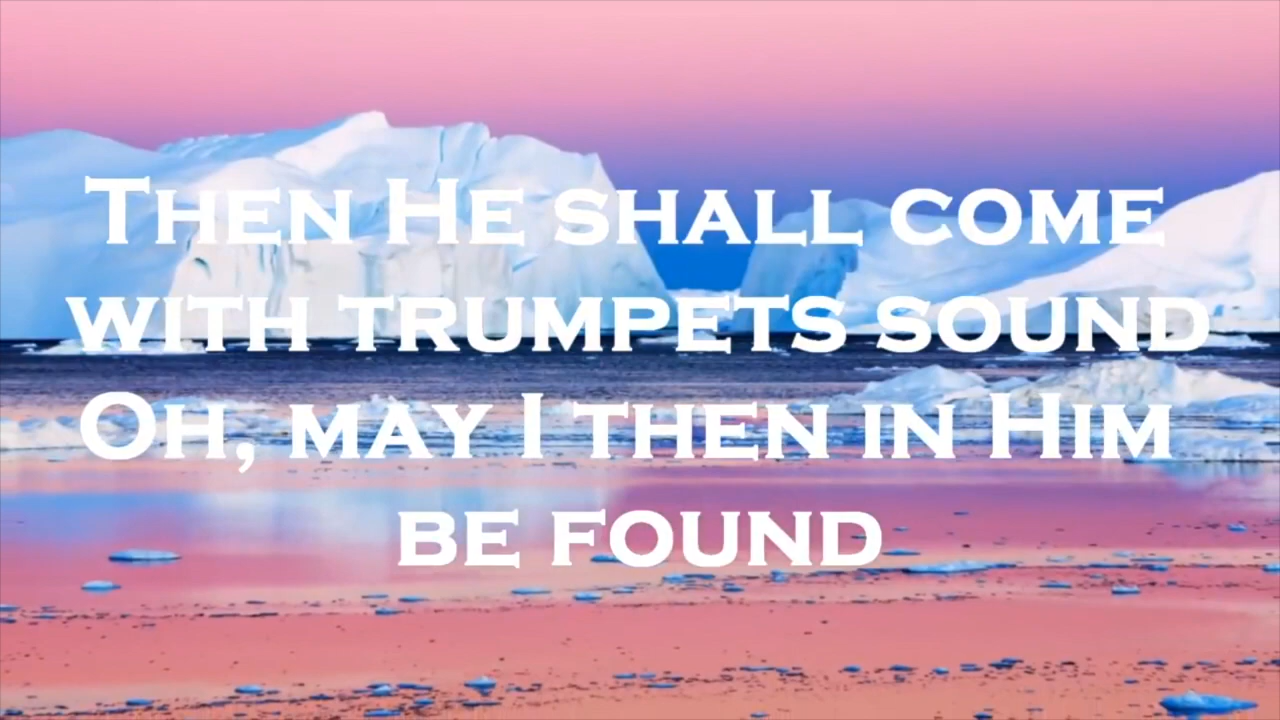 Then He shall come
with trumpets sound
Oh, may I then in Him
be found